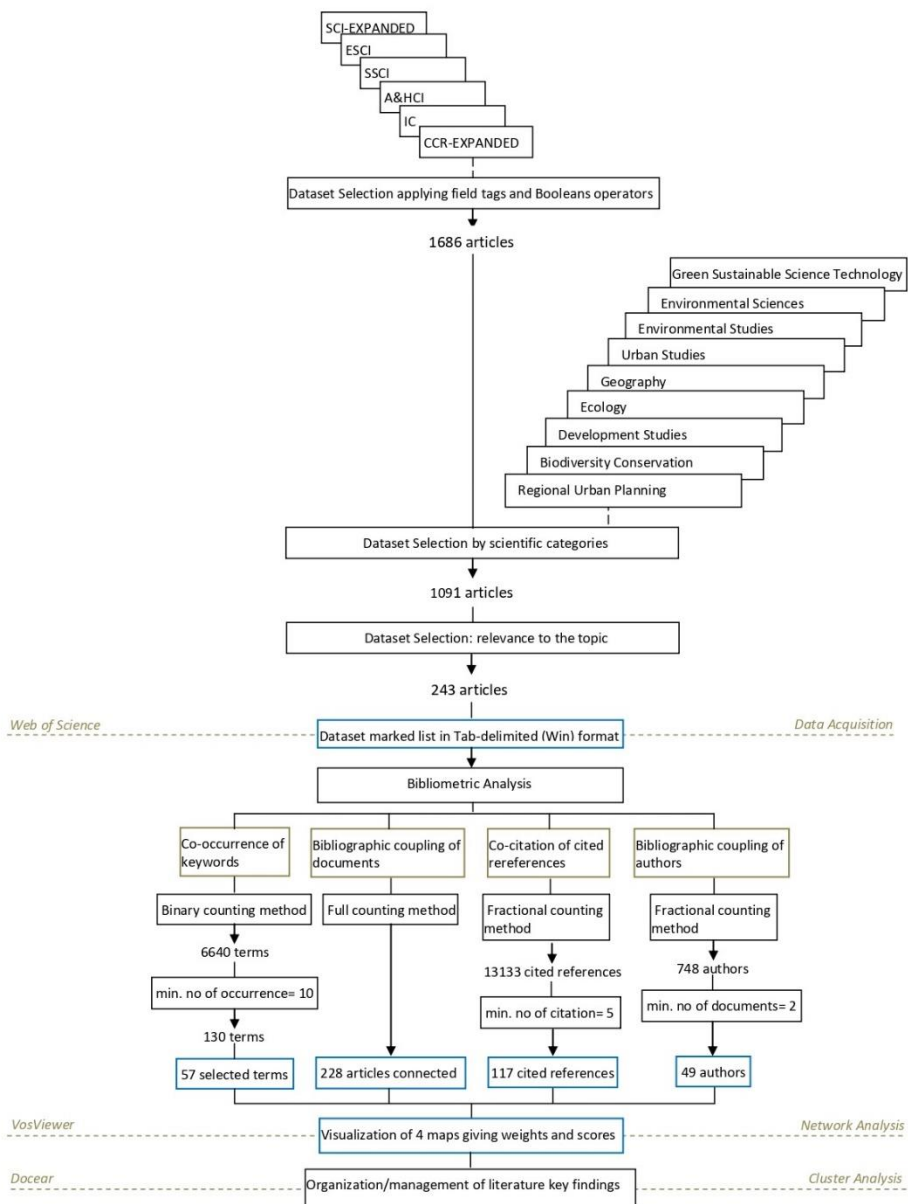 SCI-EXPANDED
ESCI
SSCI
A&HCI
IC
CCR-EXPANDED
Dataset Selection applying field tags and Booleans operators
1686 articles
Green Sustainable Science Technology
Environmental Sciences
Environmental Studies
Urban Studies
Geography
Ecology
Development Studies
Biodiversity Conservation
Regional Urban Planning
Dataset Selection by scientific categories
1091 articles
Dataset Selection: relevance to the topic
243 articles
Web of Science
Data Acquisition
Dataset marked list in Tab-delimited (Win) format
Bibliometric Analysis
Co-occurrence of
keywords
Bibliographic coupling of
documents
Co-citation of cited
rereferences
Bibliographic coupling of
authors
Binary counting method
Full counting method
Fractional counting
method
Fractional counting
method
6640 terms
13133 cited references
748 authors
min. no of occurrence= 10
min. no of citation= 5
min. no of documents= 2
130 terms
57 selected terms
228 articles connected
117 cited references
49 authors
VosViewer
Network Analysis
Visualization of 4 maps giving weights and scores
Docear
Cluster Analysis
Organization/management of literature key findings